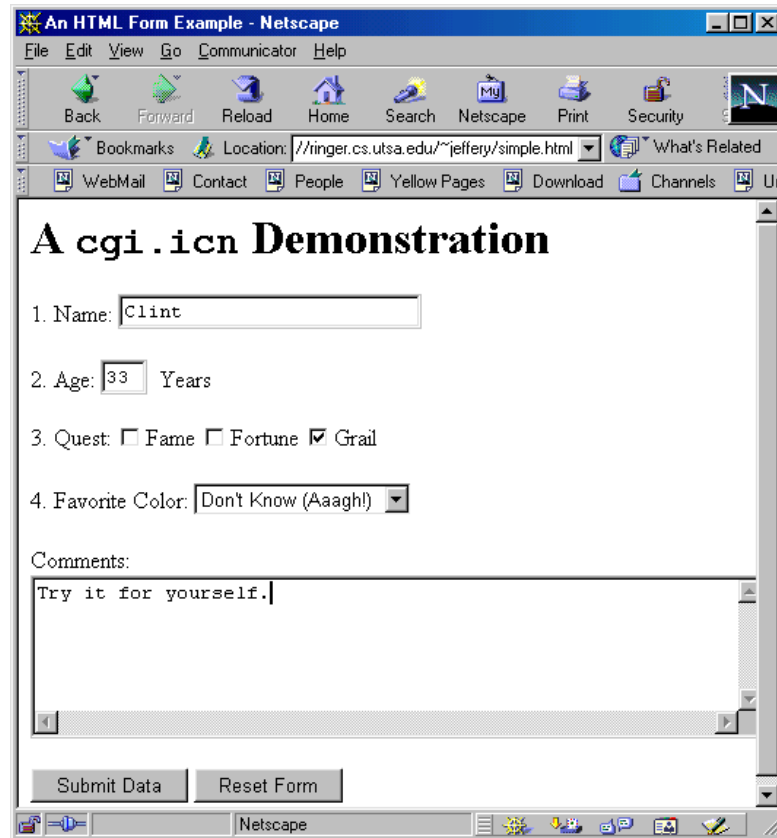 An HTML Form Example - Netscape
File Edit View Go Communicator Help
Back Forward Reload Home Search Netscape Print Security
Bookmarks Location: //ringer.cs.utsa.edu/~jeffery/simple.html What's Related
WebMail Contact People Yellow Pages Download Channels
A cgi.icn Demonstration
1. Name: Clint
2. Age: 33 Years
3. Quest: Fame Fortune Grail
4. Favorite Color: Don't Know (Aaagh!)
Comments:
Try it for yourself.
Submit Data Reset Form
Netscape